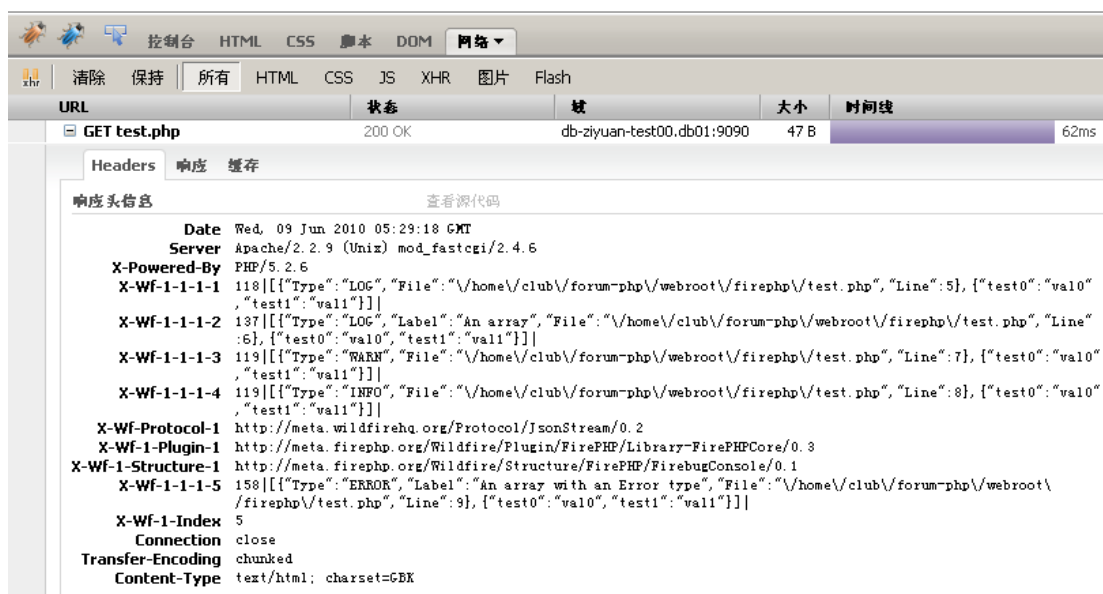 控制台 HTML CSS 脚本 DOM 网络
xhr 清除 保持 所有 HTML CSS JS XHR 图片 Flash
URL 状态 域 大小 时间线
GET test.php 200 OK db-ziyuan-test00.db01:9090 47 B 62ms
Headers 响应 缓存
响应头信息 查看源代码
Date Wed, 09 Jun 2010 05:29:18 GMT
Server Apache/2.2.9 (Unix) mod_fastcgi/2.4.6
X-Powered-By PHP/5.2.6
X-Wf-1-1-1-1 118|[{"Type":"LOG","File":"\/home\/club\/forum-php\/webroot\/firephp\/test.php","Line":5},{"test0":"val0"
,"test1":"val1"}]|
X-Wf-1-1-1-2 137|[{"Type":"LOG","Label":"An array","File":"\/home\/club\/forum-php\/webroot\/firephp\/test.php","Line"
:6},{"test0":"val0","test1":"val1"}]|
X-Wf-1-1-1-3 119|[{"Type":"WARN","File":"\/home\/club\/forum-php\/webroot\/firephp\/test.php","Line":7},{"test0":"val0"
,"test1":"val1"}]|
X-Wf-1-1-1-4 119|[{"Type":"INFO","File":"\/home\/club\/forum-php\/webroot\/firephp\/test.php","Line":8},{"test0":"val0"
,"test1":"val1"}]|
X-Wf-Protocol-1 http://meta.wildfirehq.org/Protocol/JsonStream/0.2
X-Wf-1-Plugin-1 http://meta.firephp.org/Wildfire/Plugin/FirePHP/Library-FirePHPCore/0.3
X-Wf-1-Structure-1 http://meta.firephp.org/Wildfire/Structure/FirePHP/FirebugConsole/0.1
X-Wf-1-1-1-5 158|[{"Type":"ERROR","Label":"An array with an Error type","File":"\/home\/club\/forum-php\/webroot\
/firephp\/test.php","Line":9},{"test0":"val0","test1":"val1"}]|
X-Wf-1-Index 5
Connection close
Transfer-Encoding chunked
Content-Type text/html; charset=GBK